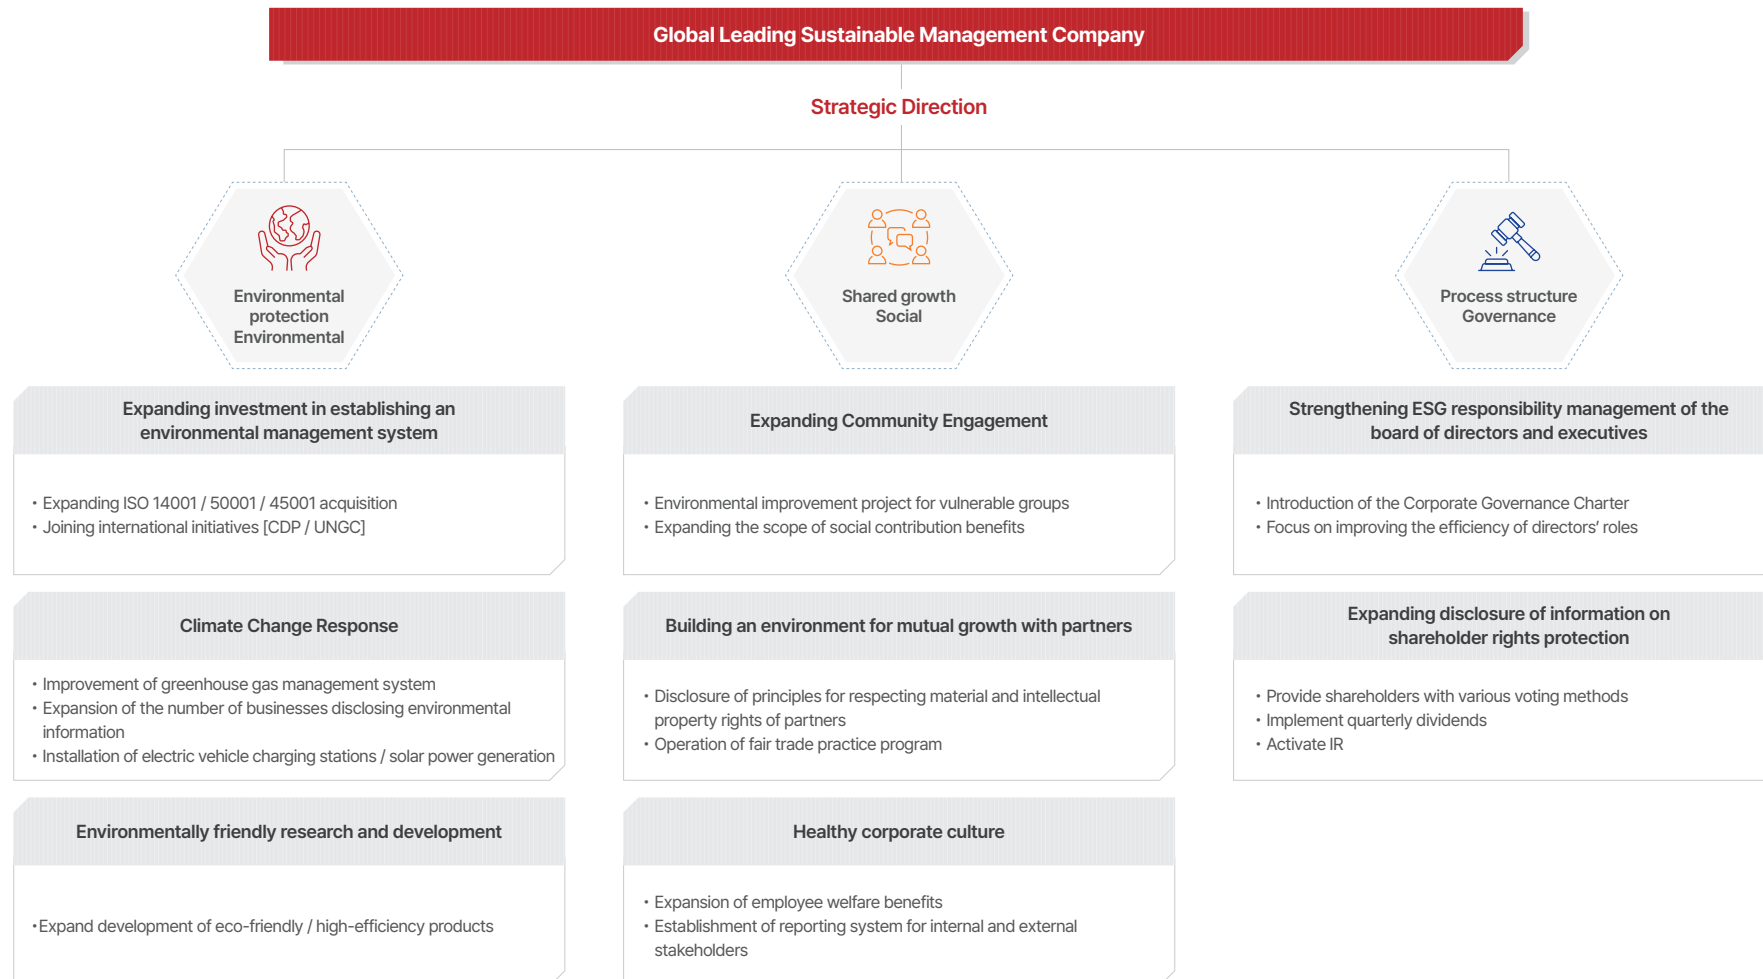 Global Leading Sustainable Management Company
Strategic Direction
Environmental
protection
Environmental
Shared growth
Social
Process structure
Governance
Expanding investment in establishing an
environmental management system
• Expanding ISO 14001 / 50001 / 45001 acquisition
• Joining international initiatives [CDP / UNGC]
Climate Change Response
• Improvement of greenhouse gas management system
• Expansion of the number of businesses disclosing environmental
information
• Installation of electric vehicle charging stations / solar power generation
Environmentally friendly research and development
•Expand development of eco-friendly / high-efficiency products
Expanding Community Engagement
• Environmental improvement project for vulnerable groups
• Expanding the scope of social contribution benefits
Building an environment for mutual growth with partners
• Disclosure of principles for respecting material and intellectual
property rights of partners
• Operation of fair trade practice program
Healthy corporate culture
• Expansion of employee welfare benefits
• Establishment of reporting system for internal and external
stakeholders
Strengthening ESG responsibility management of the
board of directors and executives
• Introduction of the Corporate Governance Charter
• Focus on improving the efficiency of directors’ roles
Expanding disclosure of information on
shareholder rights protection
• Provide shareholders with various voting methods
• Implement quarterly dividends
• Activate IR